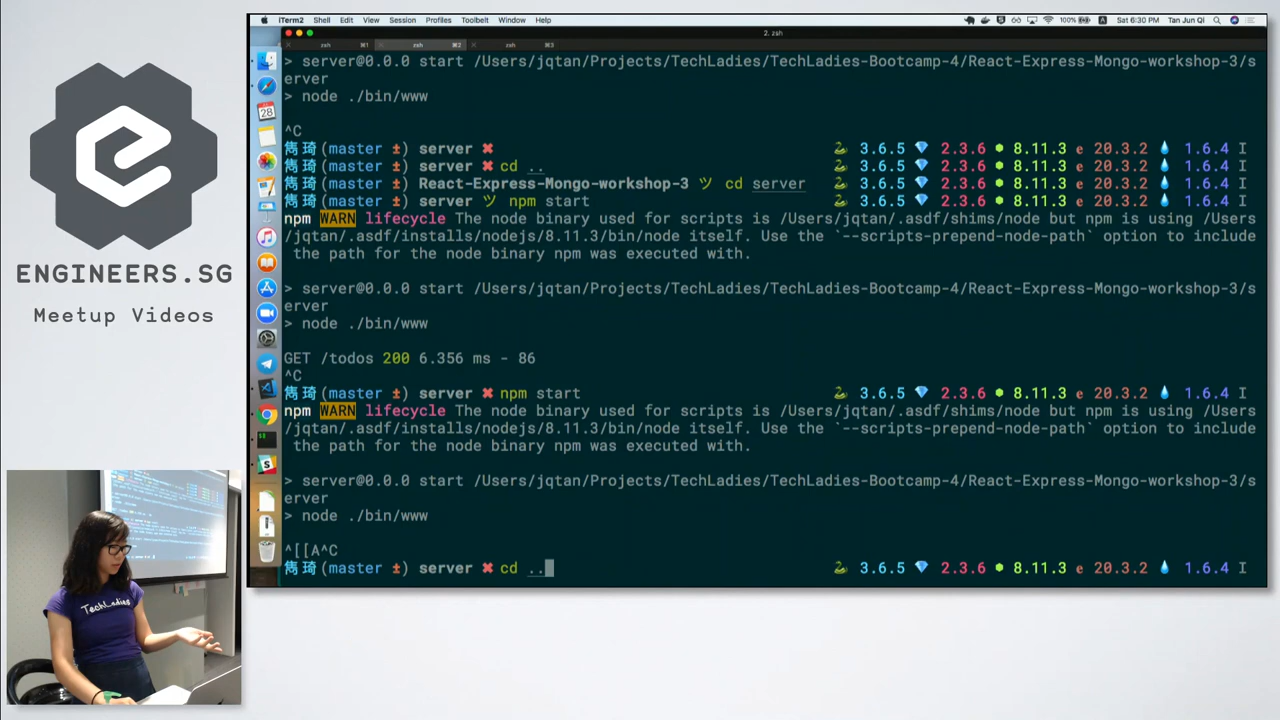 iTerm2 Shell Edit View Session Profiles Toolbelt Window Help 100% A Sat 6:30 PM Tan Jun Qi
2. zsh
zsh ⌘1 zsh ⌘2 zsh ⌘3
> server@0.0.0 start /Users/jqtan/Projects/TechLadies/TechLadies-Bootcamp-4/React-Express-Mongo-workshop-3/s
erver
> node ./bin/www
^C
雋琦(master ±) server ✖ 3.6.5 2.3.6 8.11.3 e 20.3.2 1.6.4 I
雋琦(master ±) server ✖ cd .. 3.6.5 2.3.6 8.11.3 e 20.3.2 1.6.4 I
雋琦(master ±) React-Express-Mongo-workshop-3 ツ cd server 3.6.5 2.3.6 8.11.3 e 20.3.2 1.6.4 I
雋琦(master ±) server ツ npm start 3.6.5 2.3.6 8.11.3 e 20.3.2 1.6.4 I
npm WARN lifecycle The node binary used for scripts is /Users/jqtan/.asdf/shims/node but npm is using /Users
/jqtan/.asdf/installs/nodejs/8.11.3/bin/node itself. Use the `--scripts-prepend-node-path` option to include
the path for the node binary npm was executed with.
> server@0.0.0 start /Users/jqtan/Projects/TechLadies/TechLadies-Bootcamp-4/React-Express-Mongo-workshop-3/s
erver
> node ./bin/www
GET /todos 200 6.356 ms - 86
^C
雋琦(master ±) server ✖ npm start 3.6.5 2.3.6 8.11.3 e 20.3.2 1.6.4 I
npm WARN lifecycle The node binary used for scripts is /Users/jqtan/.asdf/shims/node but npm is using /Users
/jqtan/.asdf/installs/nodejs/8.11.3/bin/node itself. Use the `--scripts-prepend-node-path` option to include
the path for the node binary npm was executed with.
> server@0.0.0 start /Users/jqtan/Projects/TechLadies/TechLadies-Bootcamp-4/React-Express-Mongo-workshop-3/s
erver
> node ./bin/www
^[[A^C
雋琦(master ±) server ✖ cd .. 3.6.5 2.3.6 8.11.3 e 20.3.2 1.6.4 I
28
ENGINEERS.SG
Meetup Videos
TechLadies